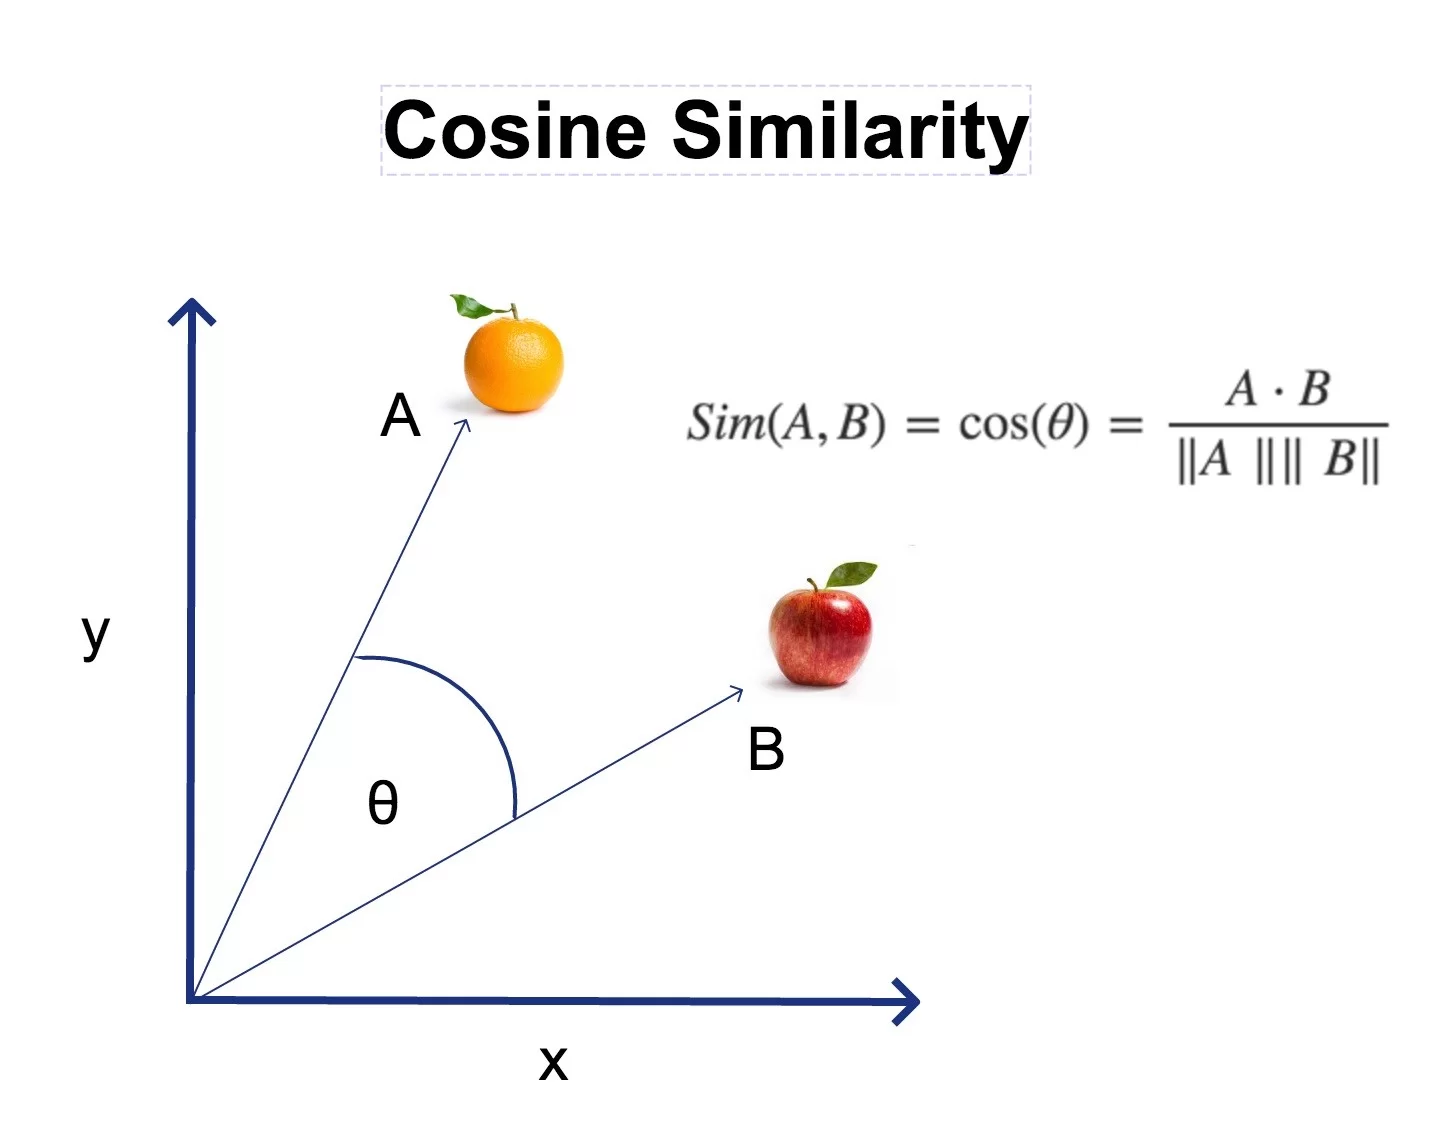 Cosine Similarity
A
Sim(A, B) = cos(θ) = A · B / ‖A ‖‖ B‖
y
B
θ
x